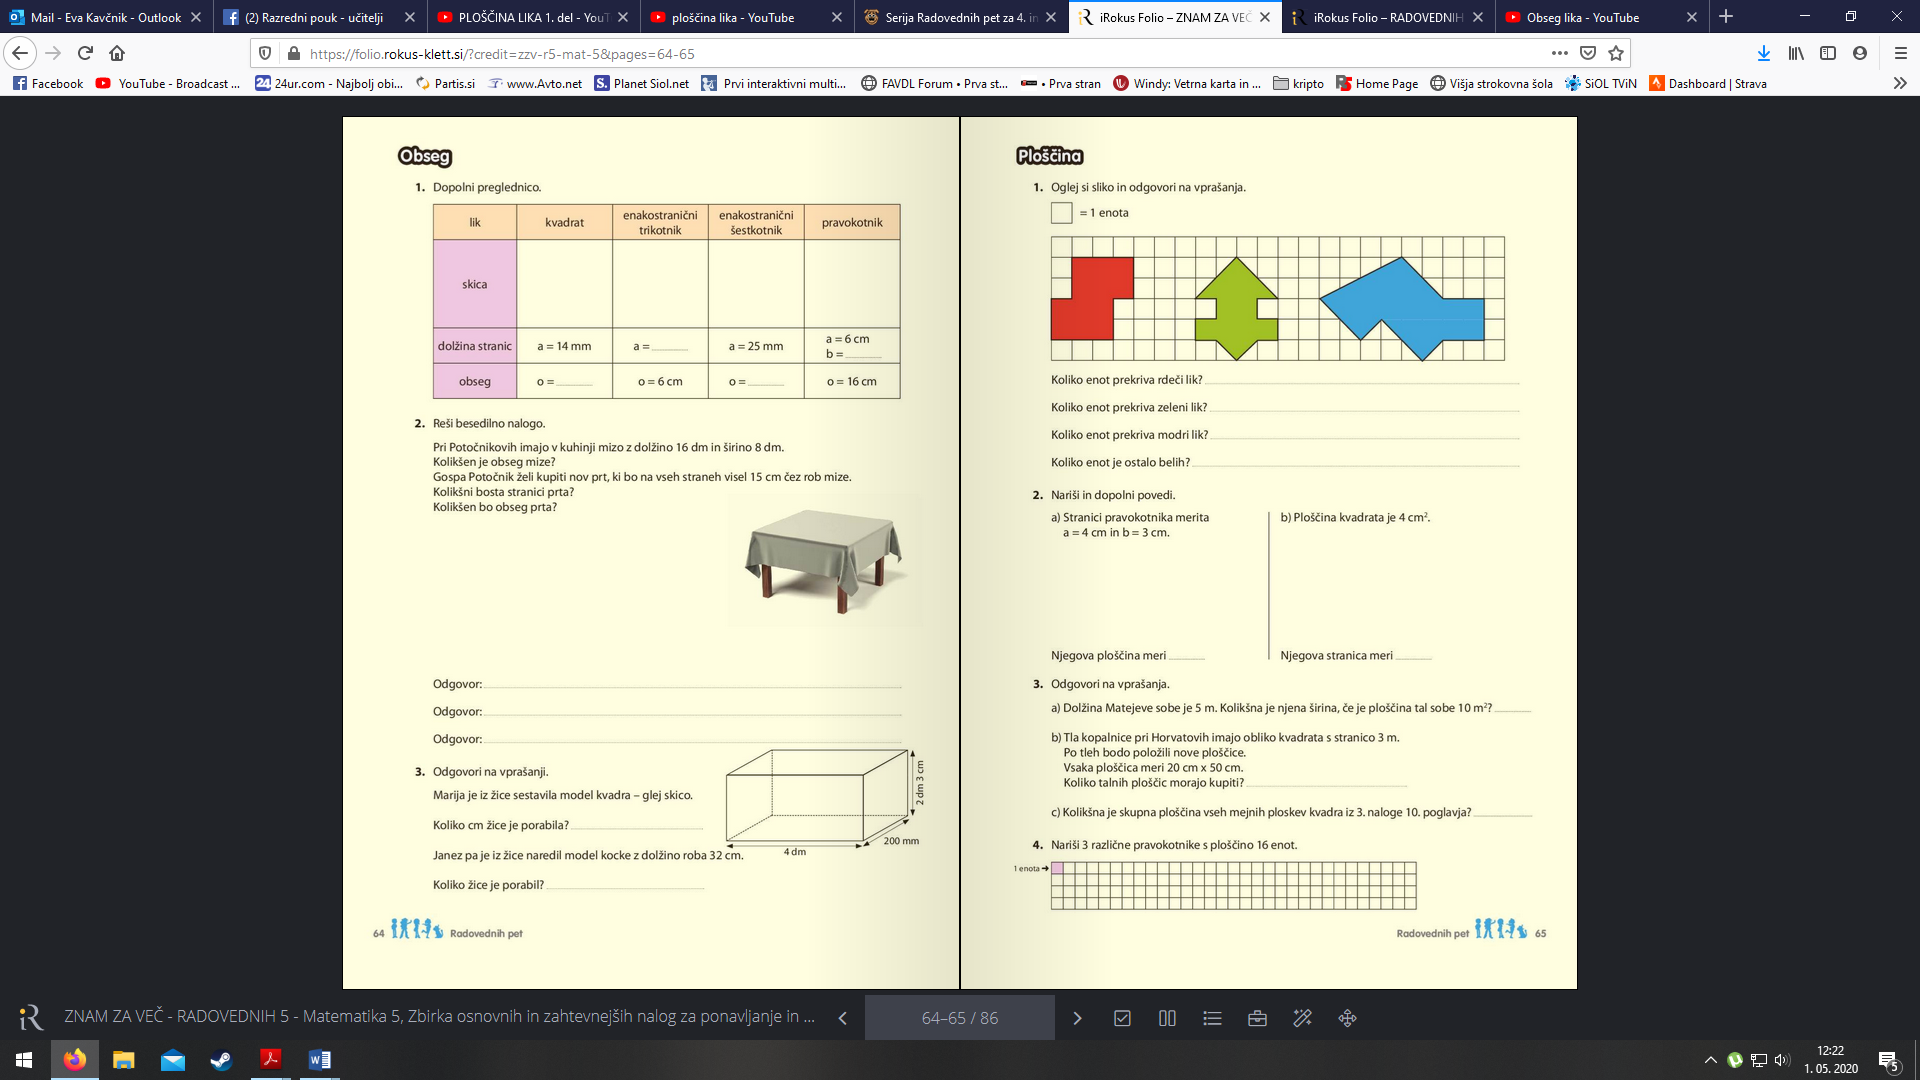 Mail - Eva Kavčnik - Outlook
(2) Razredni pouk - učitelji
PLOŠČINA LIKA 1. del - YouT
ploščina lika - YouTube
Serija Radovednih pet za 4. in
iRokus Folio – ZNAM ZA VEČ
iRokus Folio – RADOVEDNIH
Obseg lika - YouTube
https://folio.rokus-klett.si/?credit=zzv-r5-mat-5&pages=64-65
Facebook
YouTube - Broadcast ...
24ur.com - Najbolj obi...
Partis.si
www.Avto.net
Planet Siol.net
Prvi interaktivni multi...
FAVDL Forum • Prva st...
• Prva stran
Windy: Vetrna karta in ...
kripto
Home Page
Višja strokovna šola
SiOL TViN
Dashboard | Strava
Obseg
1. Dopolni preglednico.
lik
kvadrat
enakostranični
trikotnik
enakostranični
šestkotnik
pravokotnik
skica
dolžina stranic
a = 14 mm
a =
a = 25 mm
a = 6 cm
b =
obseg
o =
o = 6 cm
o =
o = 16 cm
2. Reši besedilno nalogo.
Pri Potočnikovih imajo v kuhinji mizo z dolžino 16 dm in širino 8 dm.
Kolikšen je obseg mize?
Gospa Potočnik želi kupiti nov prt, ki bo na vseh straneh visel 15 cm čez rob mize.
Kolikšni bosta stranici prta?
Kolikšen bo obseg prta?
Odgovor:
Odgovor:
Odgovor:
3. Odgovori na vprašanji.
Marija je iz žice sestavila model kvadra – glej skico.
Koliko cm žice je porabila?
Janez pa je iz žice naredil model kocke z dolžino roba 32 cm.
Koliko žice je porabil?
2 dm 3 cm
200 mm
4 dm
64
Radovednih pet
Ploščina
1. Oglej si sliko in odgovori na vprašanja.
= 1 enota
Koliko enot prekriva rdeči lik?
Koliko enot prekriva zeleni lik?
Koliko enot prekriva modri lik?
Koliko enot je ostalo belih?
2. Nariši in dopolni povedi.
a) Stranici pravokotnika merita
a = 4 cm in b = 3 cm.
Njegova ploščina meri
b) Ploščina kvadrata je 4 cm².
Njegova stranica meri
3. Odgovori na vprašanja.
a) Dolžina Matejeve sobe je 5 m. Kolikšna je njena širina, če je ploščina tal sobe 10 m²?
b) Tla kopalnice pri Horvatovih imajo obliko kvadrata s stranico 3 m.
Po tleh bodo položili nove ploščice.
Vsaka ploščica meri 20 cm x 50 cm.
Koliko talnih ploščic morajo kupiti?
c) Kolikšna je skupna ploščina vseh mejnih ploskev kvadra iz 3. naloge 10. poglavja?
4. Nariši 3 različne pravokotnike s ploščino 16 enot.
1 enota
Radovednih pet
65
ZNAM ZA VEČ - RADOVEDNIH 5 - Matematika 5, Zbirka osnovnih in zahtevnejših nalog za ponavljanje in ...
64–65 / 86
12:22
1. 05. 2020
5